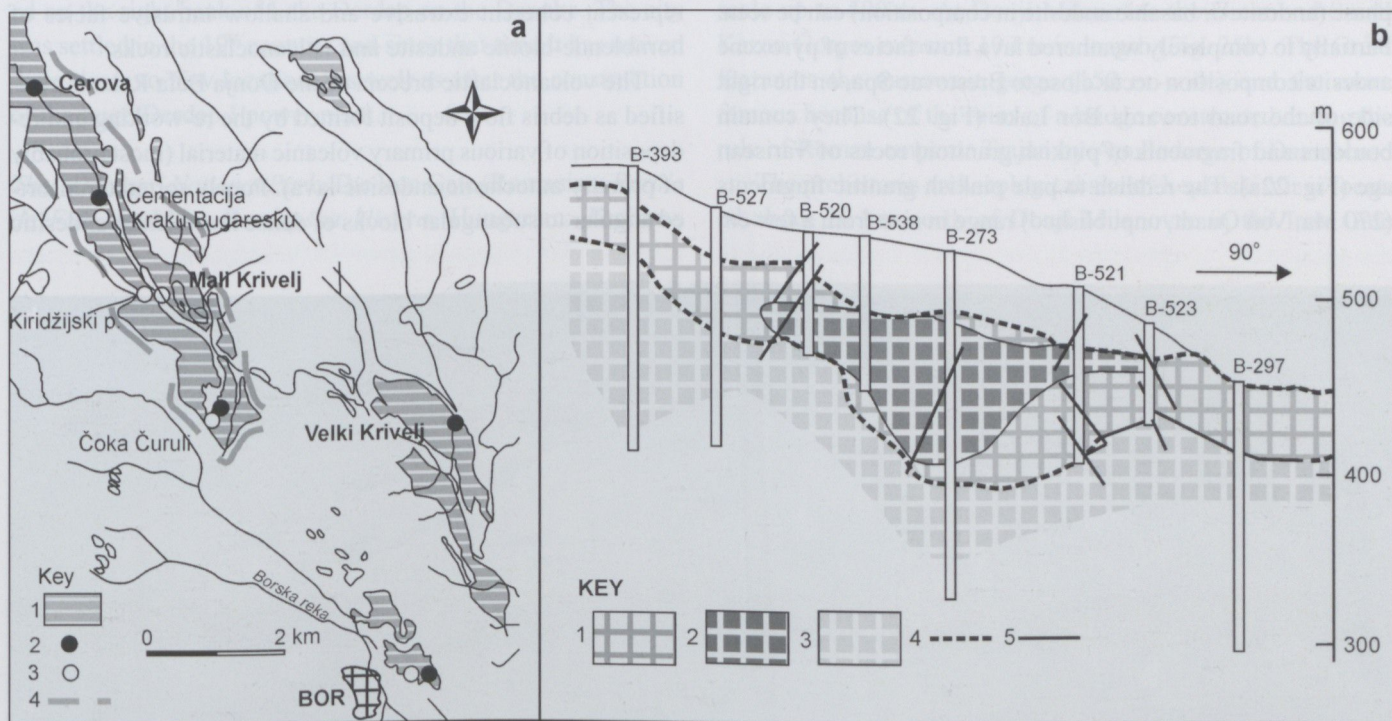 a
Cerova
Cementacija
Kraku Bugaresku
Mali Krivelj
Kiridžijski p.
Čoka Čuruli
Velki Krivelj
Borska reka
BOR
Key
1
2
3
4
0 2 km
b
m
600
500
400
300
B-393
B-527
B-520
B-538
B-273
B-521
B-523
B-297
90°
KEY
1 2 3 4 5